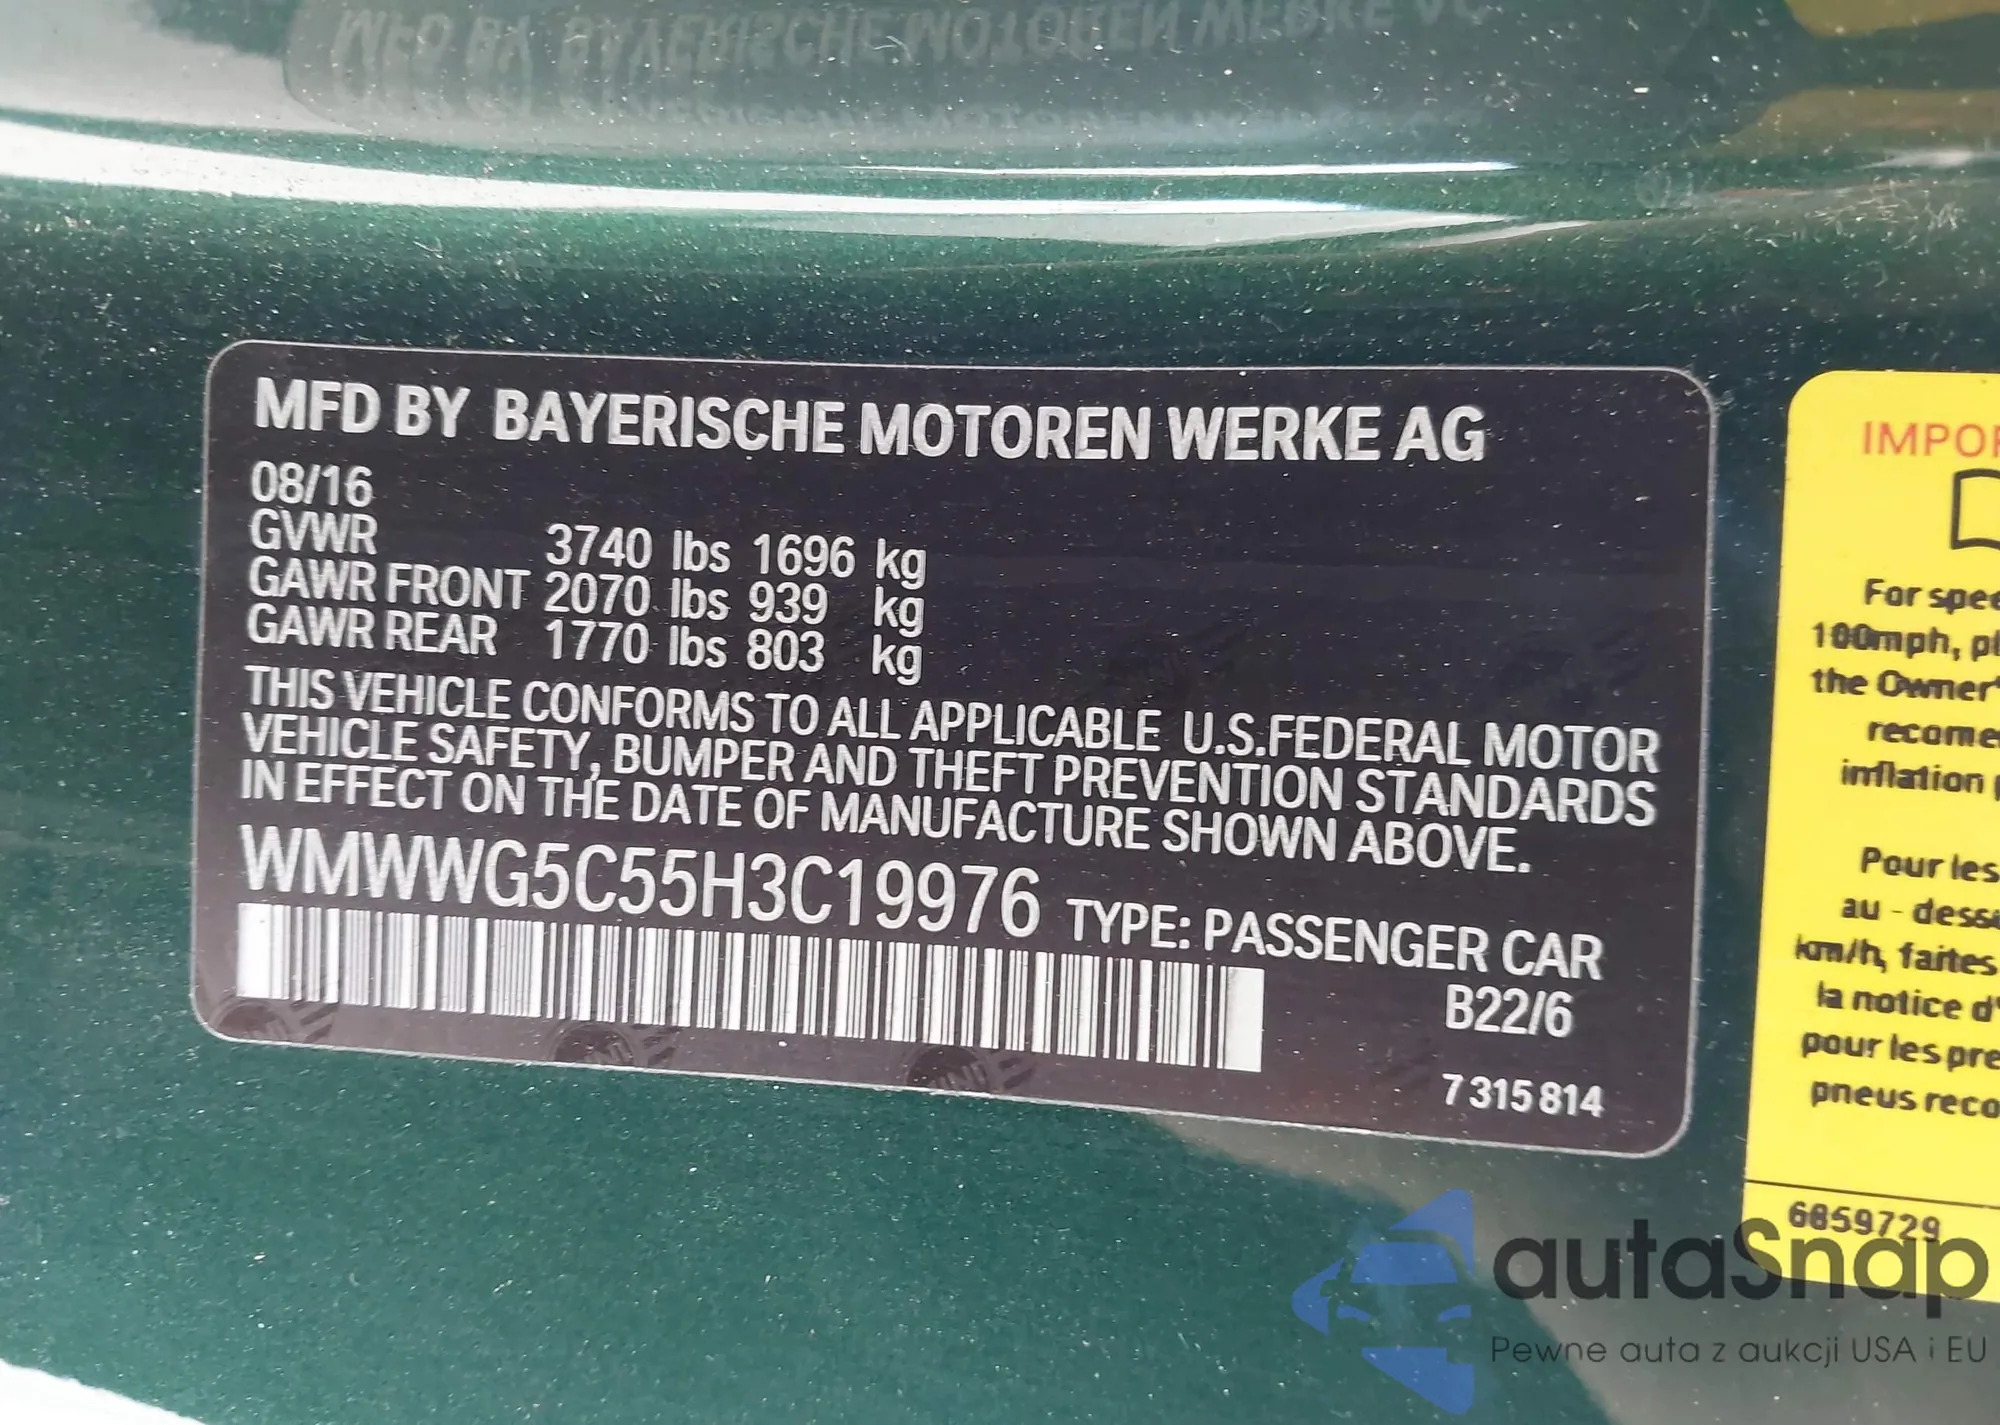 MFD BY BAYERISCHE MOTOREN WERKE AG
08/16
GVWR 3740 lbs 1696 kg
GAWR FRONT 2070 lbs 939 kg
GAWR REAR 1770 lbs 803 kg
THIS VEHICLE CONFORMS TO ALL APPLICABLE U.S.FEDERAL MOTOR
VEHICLE SAFETY, BUMPER AND THEFT PREVENTION STANDARDS
IN EFFECT ON THE DATE OF MANUFACTURE SHOWN ABOVE.
WMWWG5C55H3C19976 TYPE: PASSENGER CAR
B22/6
7 315 814
IMPOR
For spee
100mph, pl
the Owner'
recome
inflation
Pour les
au - dessu
km/h, faites
la notice d'
pour les pre
pneus reco
6859729
autaSnap
Pewne auta z aukcji USA i EU